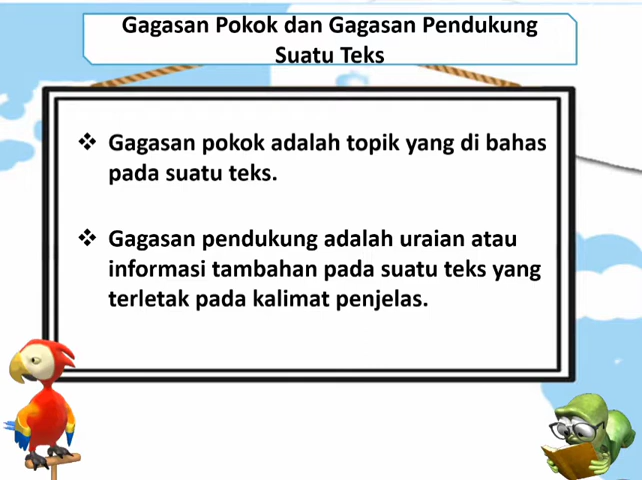 Gagasan Pokok dan Gagasan Pendukung
Suatu Teks
❖ Gagasan pokok adalah topik yang di bahas
pada suatu teks.
❖ Gagasan pendukung adalah uraian atau
informasi tambahan pada suatu teks yang
terletak pada kalimat penjelas.